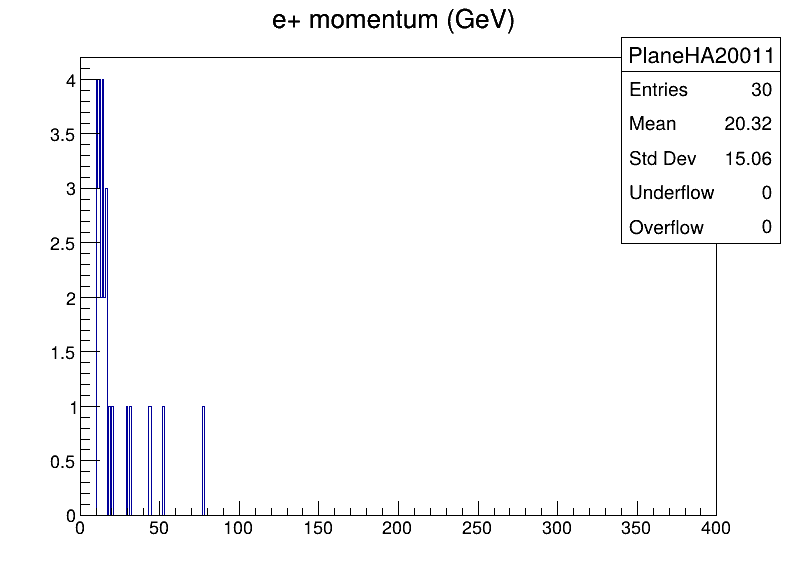 e+ momentum (GeV)
PlaneHA20011
Entries 30
Mean 20.32
Std Dev 15.06
Underflow 0
Overflow 0
4
3.5
3
2.5
2
1.5
1
0.5
0
0 50 100 150 200 250 300 350 400